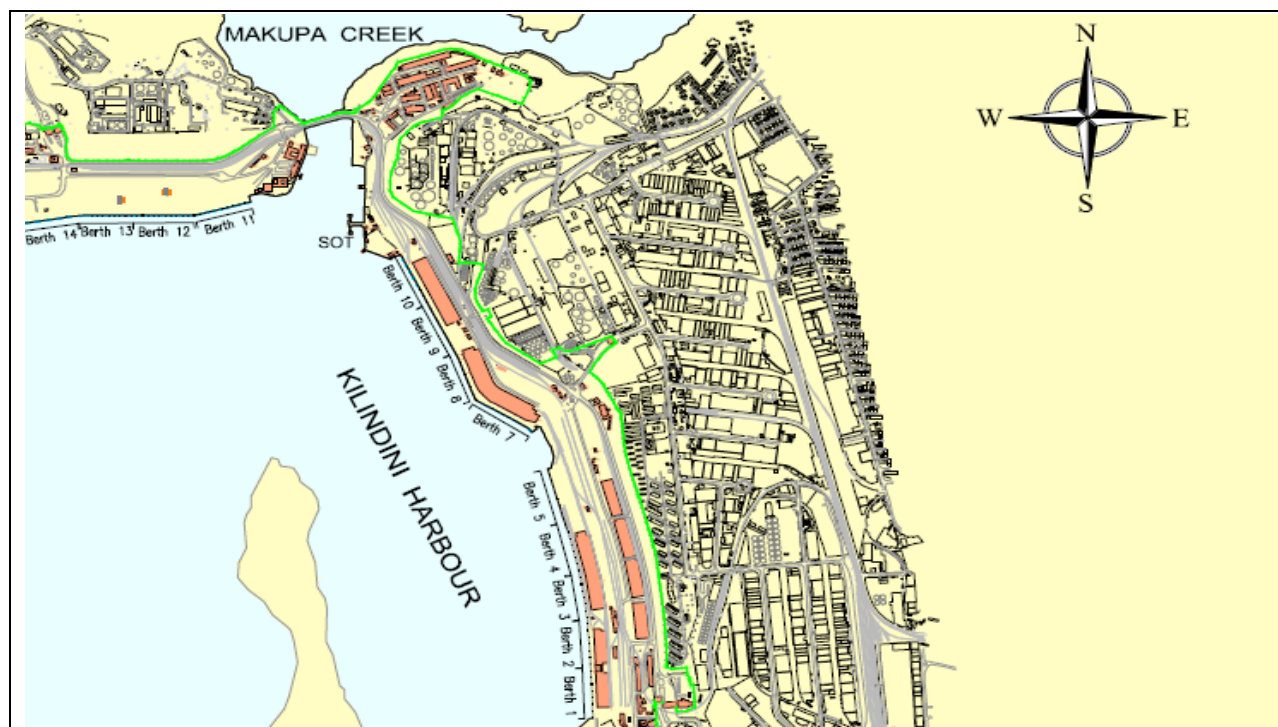 MAKUPA CREEK
N
W
E
S
Berth 14
Berth 13
Berth 12
Berth 11
SOT
Berth 10
Berth 9
Berth 8
Berth 7
KILINDINI HARBOUR
Berth 5
Berth 4
Berth 3
Berth 2
Berth 1